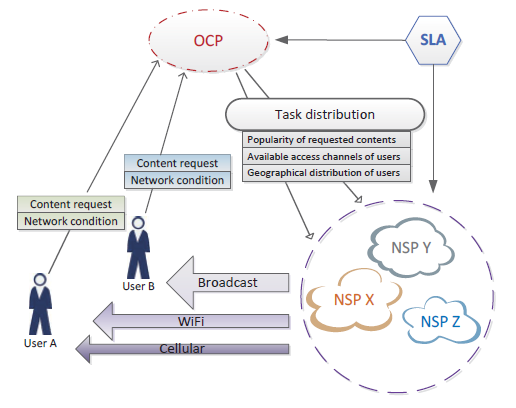 OCP
SLA
Task distribution
Popularity of requested contents
Available access channels of users
Geographical distribution of users
Content request
Network condition
Content request
Network condition
User B
User A
Broadcast
WiFi
Cellular
NSP Y
NSP X
NSP Z